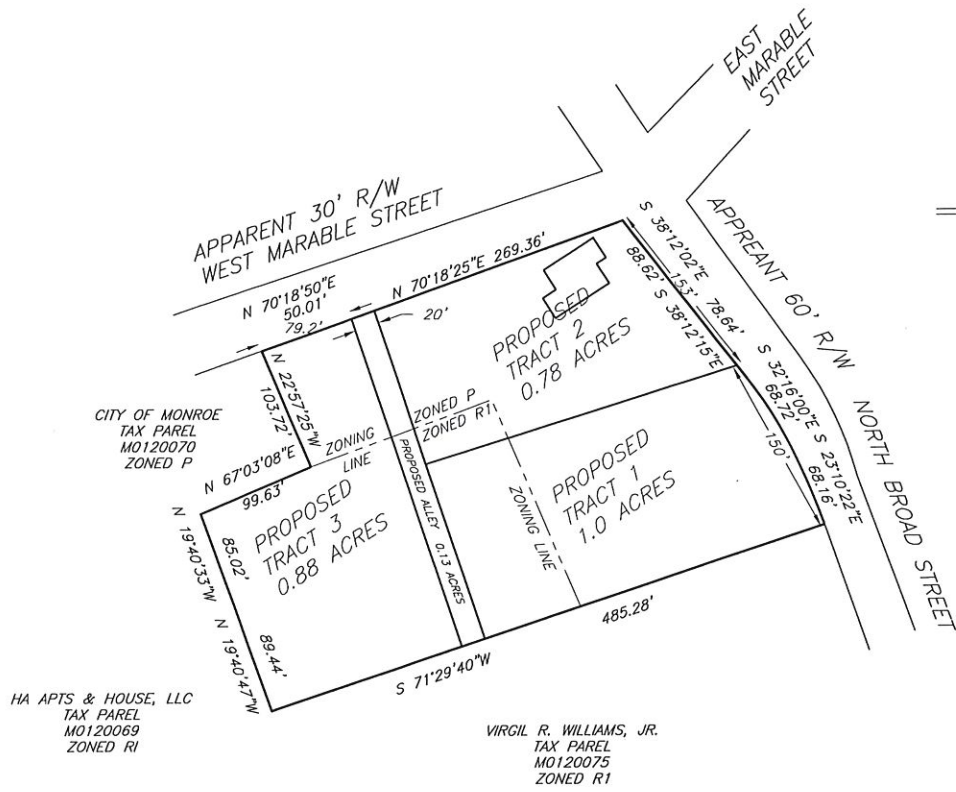 EAST
MARABLE
STREET
APPARENT 30' R/W
WEST MARABLE STREET
APPREANT 60' R/W
NORTH BROAD STREET
N 70°18'50"E
50.01'
79.2'
N 70°18'25"E 269.36'
20'
S 38°12'02"E
153'
78.64'
88.62'
S 38°12'15"E
S 32°16'00"E
68.72'
S 23°10'22"E
68.16'
150'
PROPOSED
TRACT 2
0.78 ACRES
N 22°57'25"W
103.72'
CITY OF MONROE
TAX PAREL
M0120070
ZONED P
ZONING
LINE
ZONED P
ZONED R1
N 67°03'08"E
99.63'
PROPOSED
TRACT 3
0.88 ACRES
PROPOSED ALLEY 0.13 ACRES
ZONING LINE
PROPOSED
TRACT 1
1.0 ACRES
N 19°40'33"W
85.02'
N 19°40'47"W
89.44'
S 71°29'40"W
485.28'
HA APTS & HOUSE, LLC
TAX PAREL
M0120069
ZONED RI
VIRGIL R. WILLIAMS, JR.
TAX PAREL
M0120075
ZONED R1